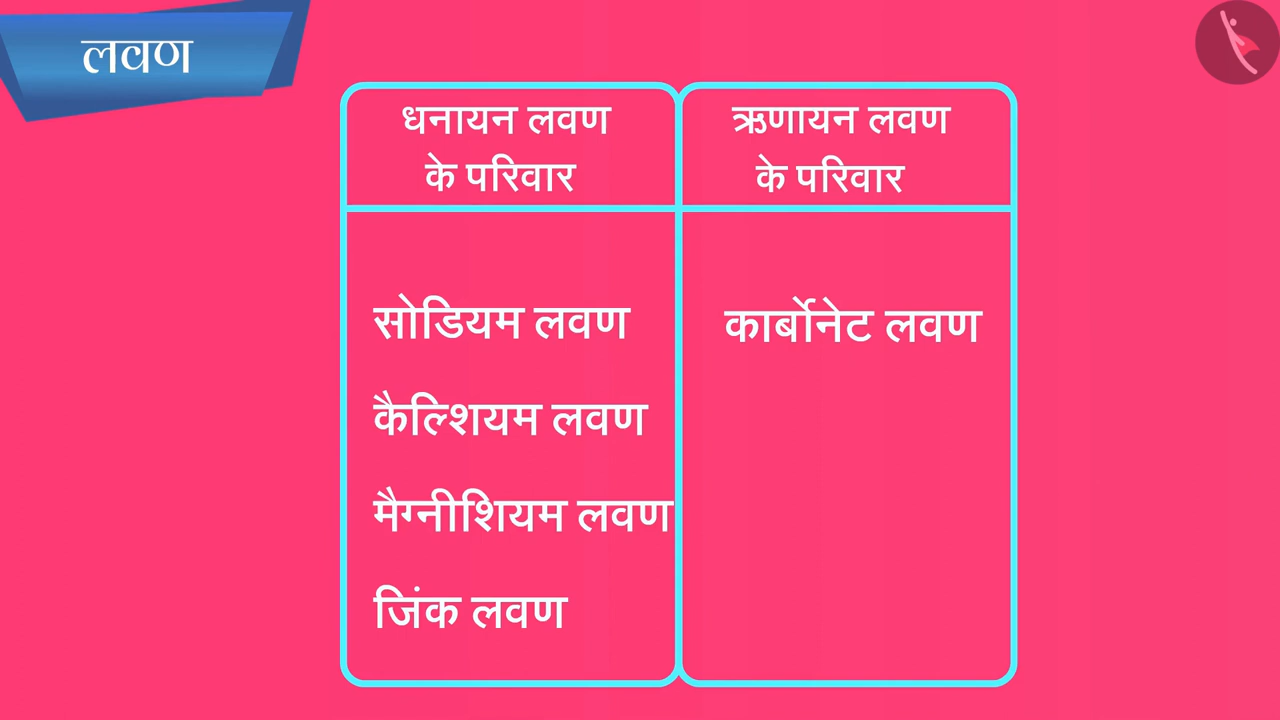 लवण
धनायन लवण
के परिवार
ऋणायन लवण
के परिवार
सोडियम लवण
कैल्शियम लवण
मैग्नीशियम लवण
जिंक लवण
कार्बोनेट लवण